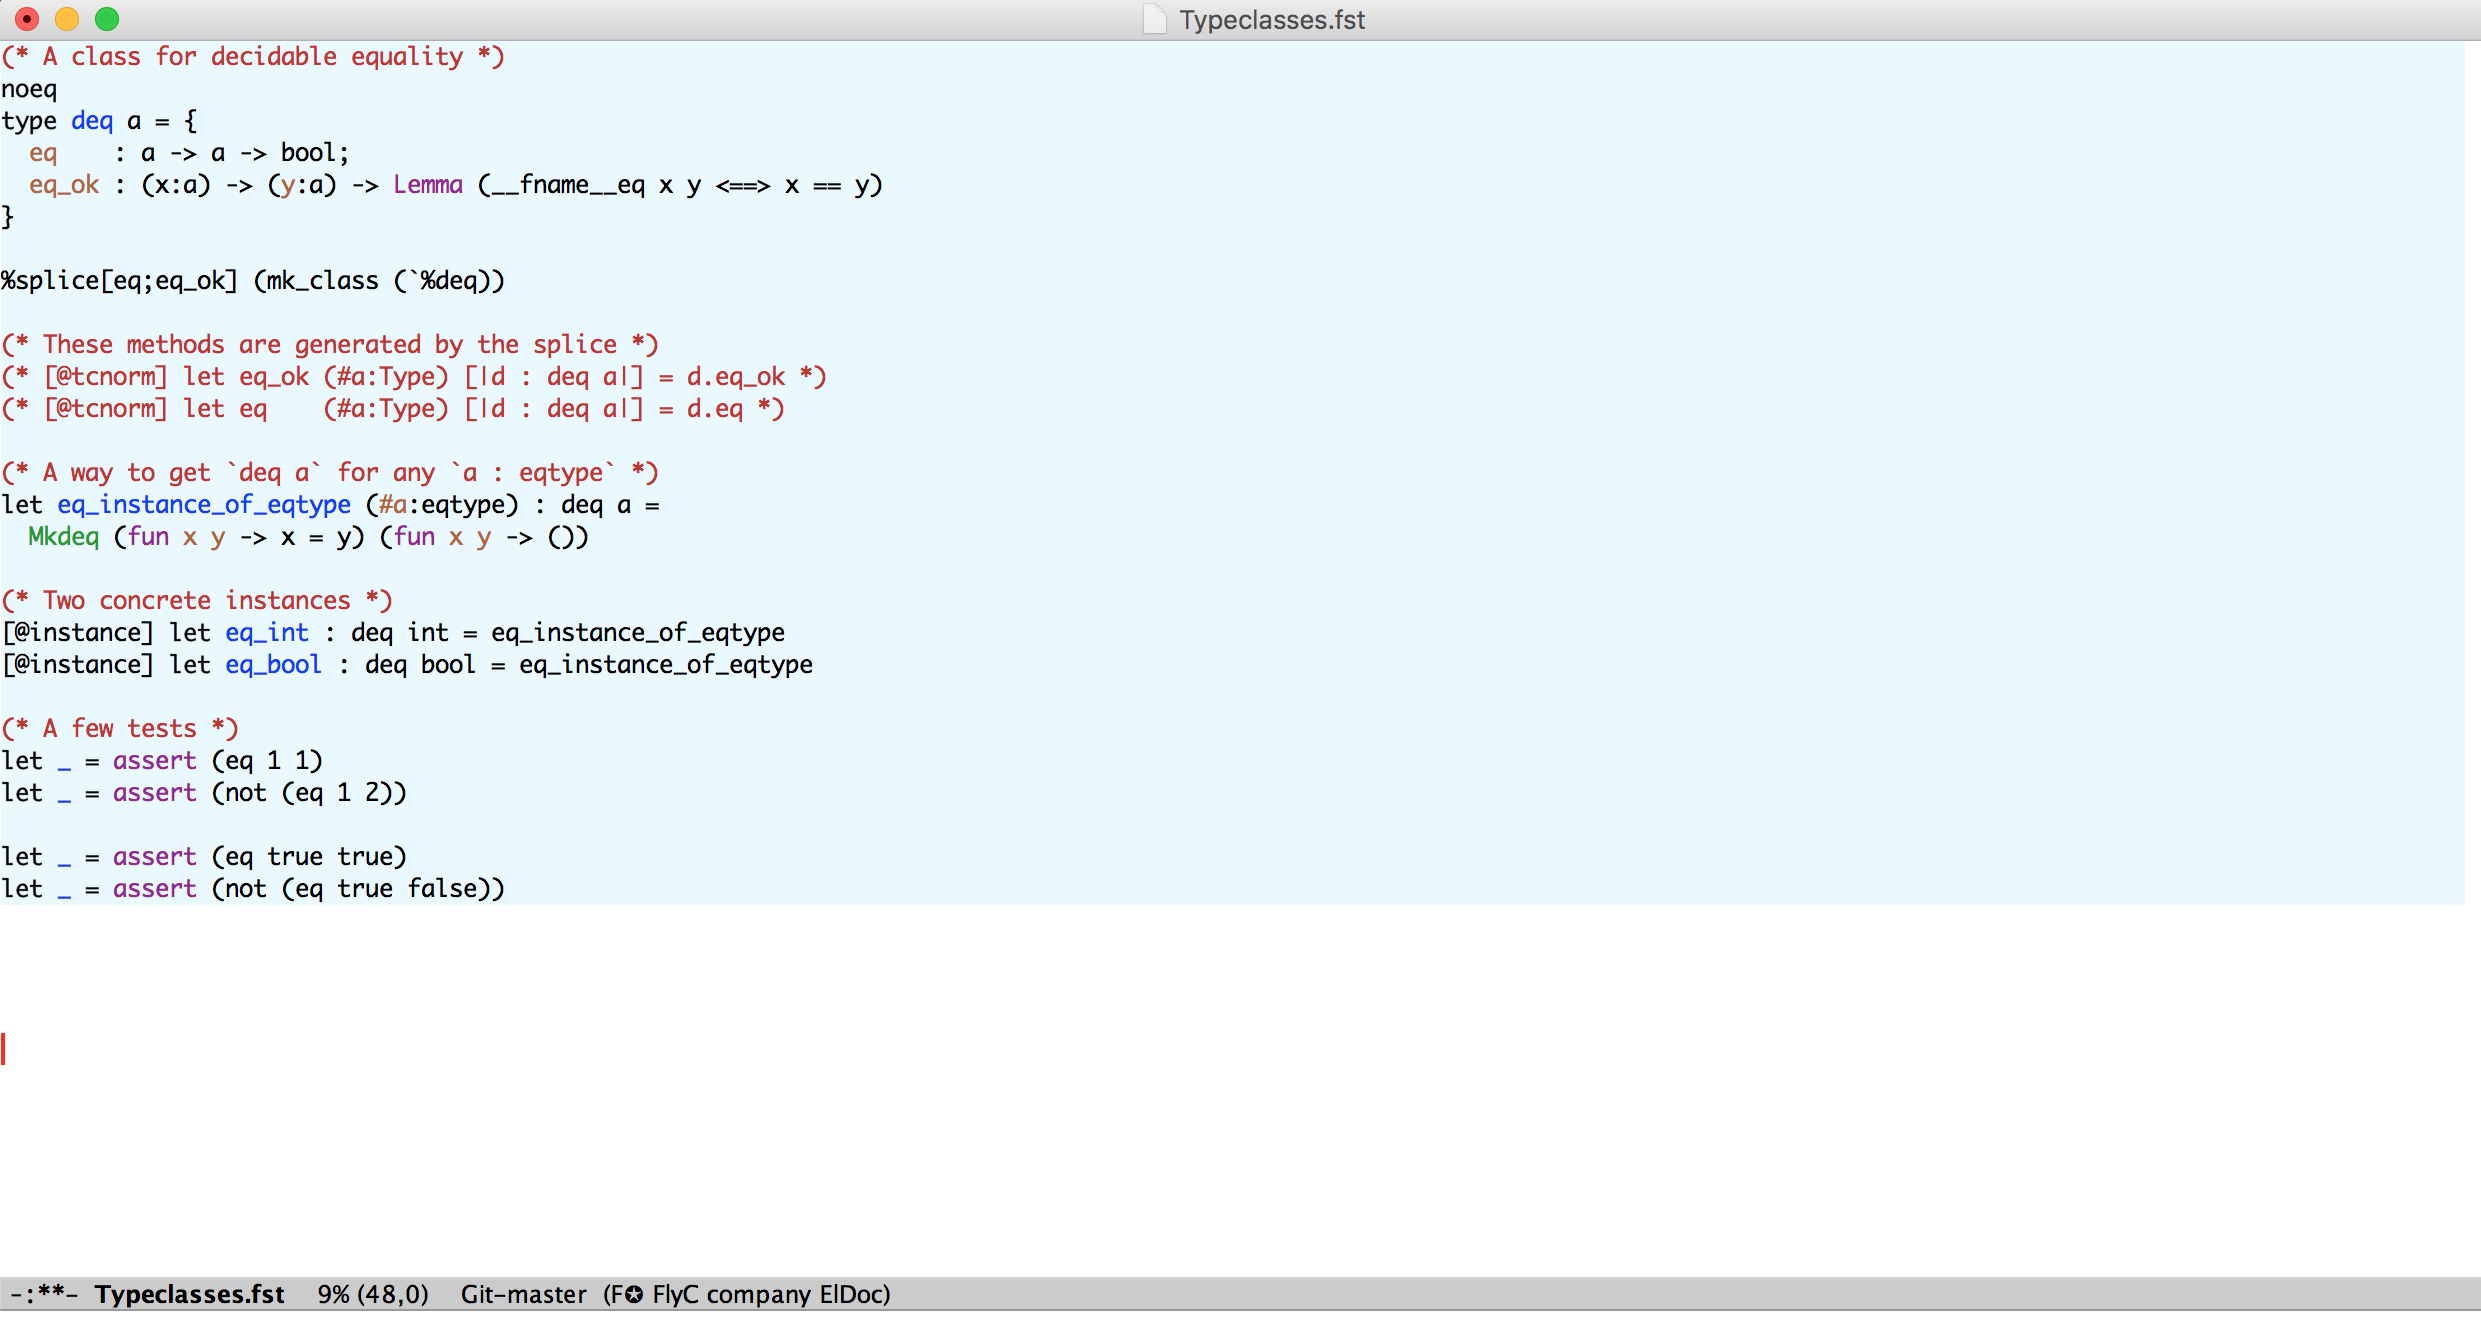 Typeclasses.fst
(* A class for decidable equality *)
noeq
type deq a = {
  eq    : a -> a -> bool;
  eq_ok : (x:a) -> (y:a) -> Lemma (__fname__eq x y <==> x == y)
}
%splice[eq;eq_ok] (mk_class (`%deq))
(* These methods are generated by the splice *)
(* [@tcnorm] let eq_ok (#a:Type) [|d : deq a|] = d.eq_ok *)
(* [@tcnorm] let eq    (#a:Type) [|d : deq a|] = d.eq *)
(* A way to get `deq a` for any `a : eqtype` *)
let eq_instance_of_eqtype (#a:eqtype) : deq a =
  Mkdeq (fun x y -> x = y) (fun x y -> ())
(* Two concrete instances *)
[@instance] let eq_int : deq int = eq_instance_of_eqtype
[@instance] let eq_bool : deq bool = eq_instance_of_eqtype
(* A few tests *)
let _ = assert (eq 1 1)
let _ = assert (not (eq 1 2))
let _ = assert (eq true true)
let _ = assert (not (eq true false))
-:**-  Typeclasses.fst   9% (48,0)   Git-master  (F✪ FlyC company ElDoc)